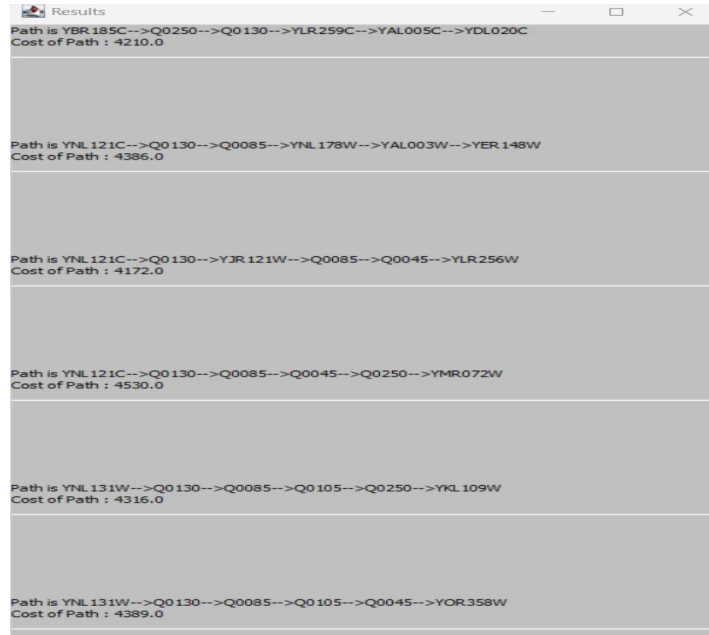 Results
Path is YBR185C-->Q0250-->Q0130-->YLR259C-->YAL005C-->YDL020C
Cost of Path : 4210.0
Path is YNL121C-->Q0130-->Q0085-->YNL178W-->YAL003W-->YER148W
Cost of Path : 4386.0
Path is YNL121C-->Q0130-->YJR121W-->Q0085-->Q0045-->YLR256W
Cost of Path : 4172.0
Path is YNL121C-->Q0130-->Q0085-->Q0045-->Q0250-->YMR072W
Cost of Path : 4530.0
Path is YNL131W-->Q0130-->Q0085-->Q0105-->Q0250-->YKL109W
Cost of Path : 4316.0
Path is YNL131W-->Q0130-->Q0085-->Q0105-->Q0045-->YOR358W
Cost of Path : 4389.0